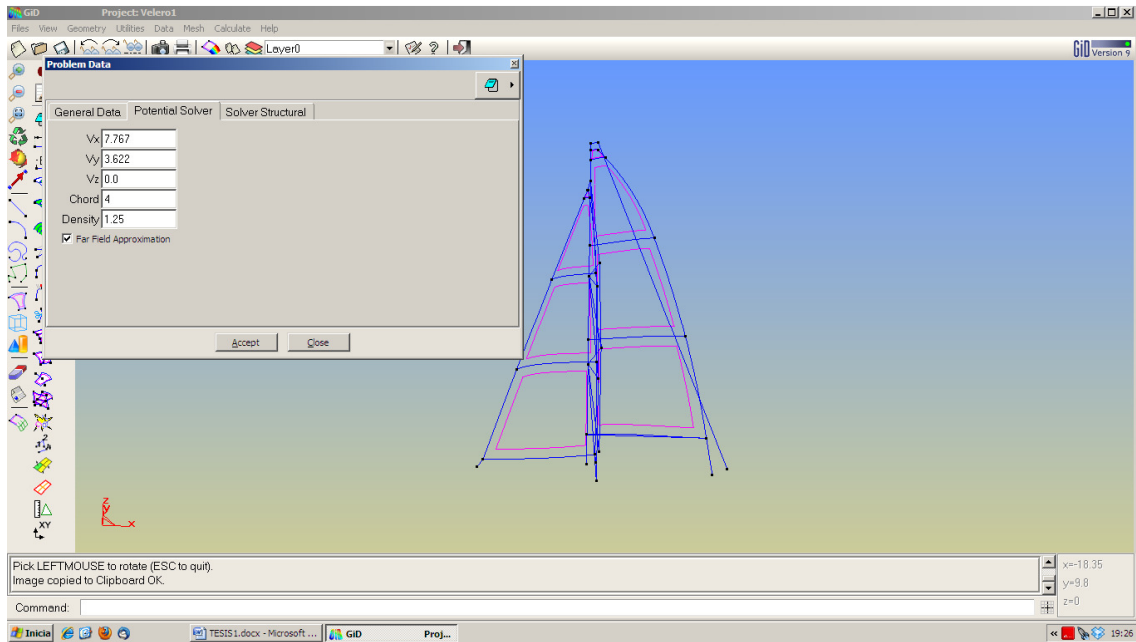 GiD Project: Velero1
Files View Geometry Utilities Data Mesh Calculate Help
Layer0
GiD Version 9
Problem Data
General Data Potential Solver Solver Structural
Vx 7.767
Vy 3.622
Vz 0.0
Chord 4
Density 1.25
Far Field Approximation
Accept Close
z
y
x
XY
Pick LEFTMOUSE to rotate (ESC to quit).
Image copied to Clipboard OK.
x=-18.35
y=9.8
z=0
Command:
Inicia TESIS1.docx - Microsoft ... GiD Proj... 19:26